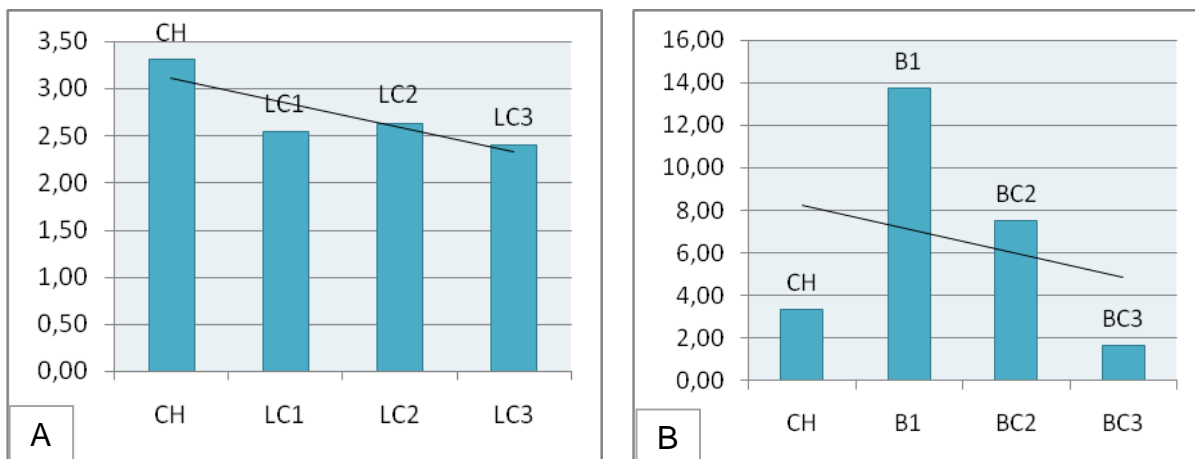 3,50
3,00
2,50
2,00
1,50
1,00
0,50
0,00
CH
LC1
LC2
LC3
CH LC1 LC2 LC3
A
16,00
14,00
12,00
10,00
8,00
6,00
4,00
2,00
0,00
CH
B1
BC2
BC3
CH B1 BC2 BC3
B